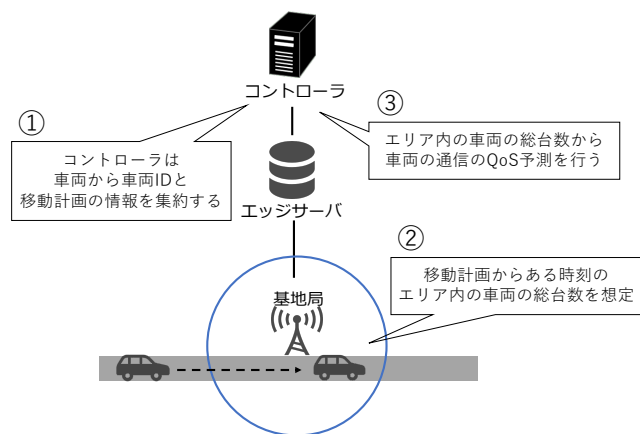 コントローラ
①
コントローラは
車両から車両IDと
移動計画の情報を集約する
③
エリア内の車両の総台数から
車両の通信のQoS予測を行う
エッジサーバ
②
移動計画からある時刻の
エリア内の車両の総台数を想定
基地局